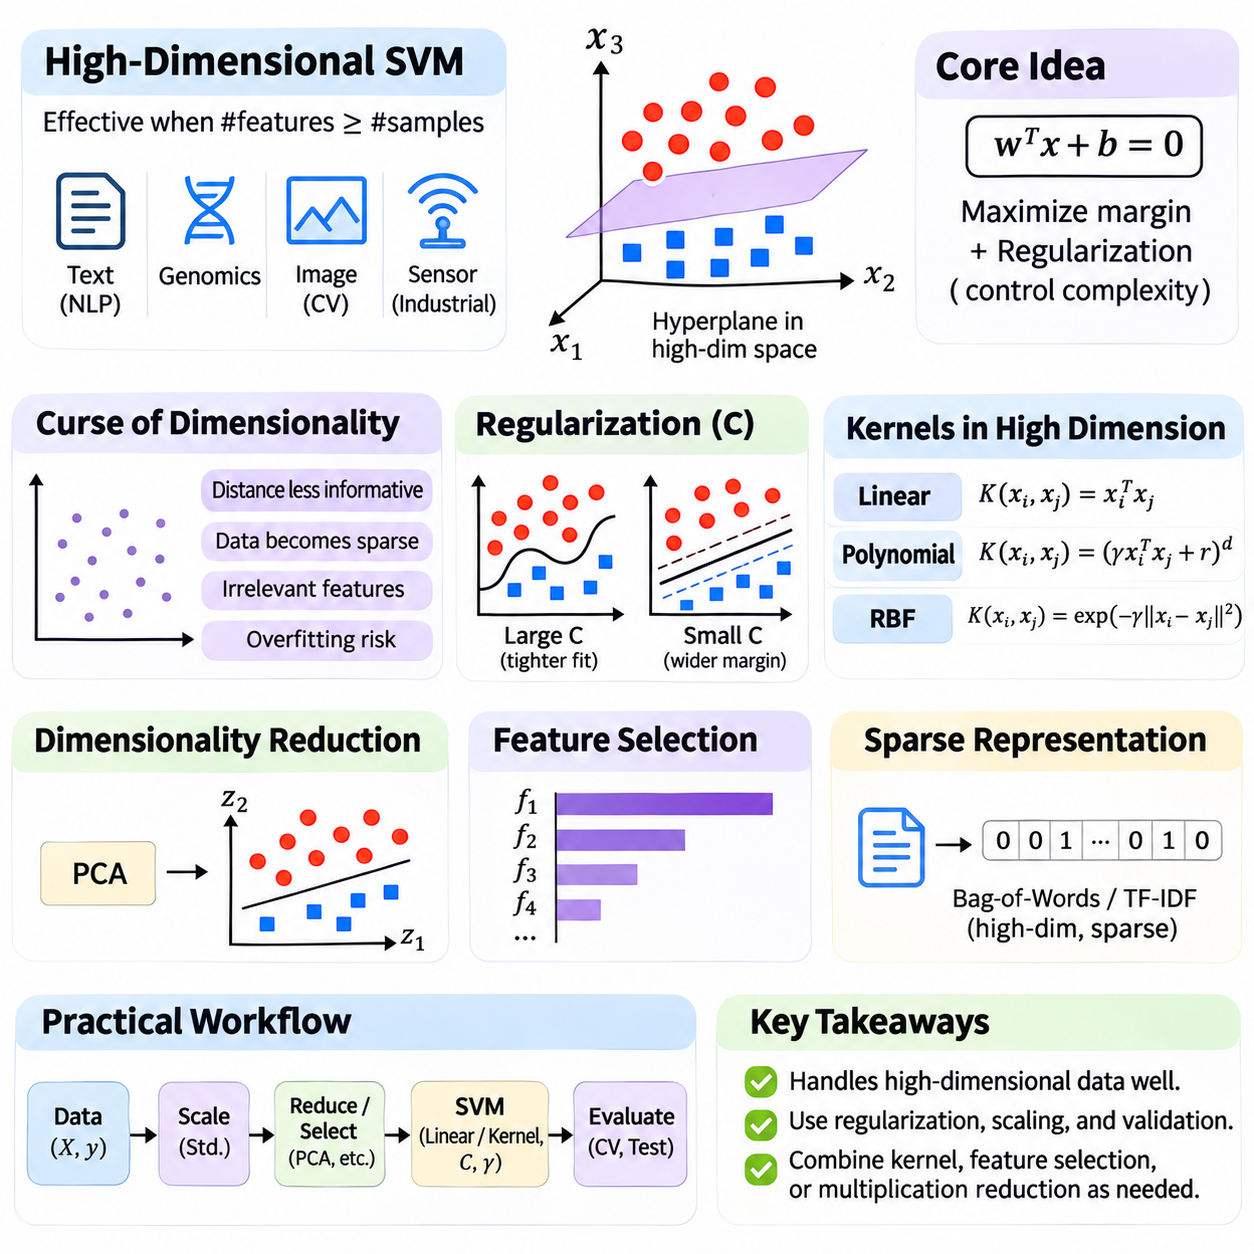 High-Dimensional SVM
Effective when #features ≥ #samples
Text
(NLP)
Genomics
Image
(CV)
Sensor
(Industrial)
x₃
x₂
x₁
Hyperplane in
high-dim space
Core Idea
wᵀx + b = 0
Maximize margin
+ Regularization
( control complexity)
Curse of Dimensionality
Distance less informative
Data becomes sparse
Irrelevant features
Overfitting risk
Regularization (C)
Large C
(tighter fit)
Small C
(wider margin)
Kernels in High Dimension
Linear K(xᵢ, xⱼ) = xᵢᵀxⱼ
Polynomial K(xᵢ, xⱼ) = (γxᵢᵀxⱼ + r)ᵈ
RBF K(xᵢ, xⱼ) = exp(−γ‖xᵢ − xⱼ‖²)
Dimensionality Reduction
PCA
z₂
z₁
Feature Selection
f₁
f₂
f₃
f₄
...
Sparse Representation
0 0 1 ... 0 1 0
Bag-of-Words / TF-IDF
(high-dim, sparse)
Practical Workflow
Data
(X, y)
Scale
(Std.)
Reduce /
Select
(PCA, etc.)
SVM
(Linear / Kernel,
C, γ)
Evaluate
(CV, Test)
Key Takeaways
Handles high-dimensional data well.
Use regularization, scaling, and validation.
Combine kernel, feature selection,
or multiplication reduction as needed.